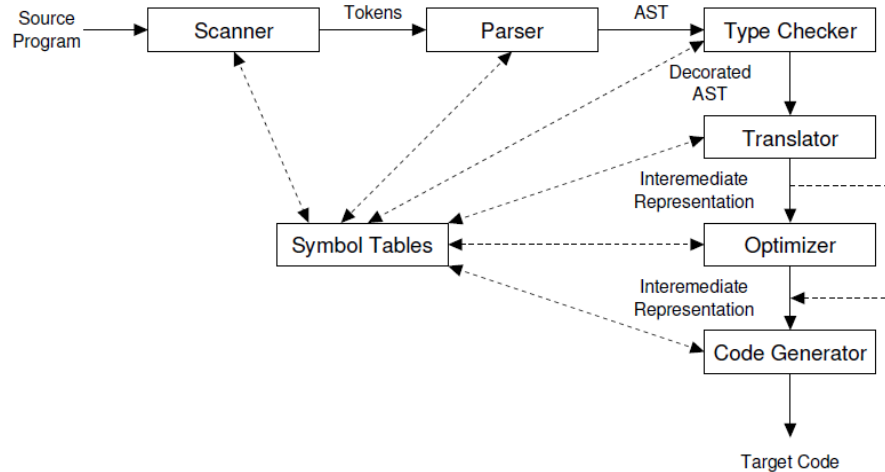 Source
Program
Scanner
Tokens
Parser
AST
Type Checker
Decorated
AST
Translator
Interemediate
Representation
Symbol Tables
Optimizer
Interemediate
Representation
Code Generator
Target Code